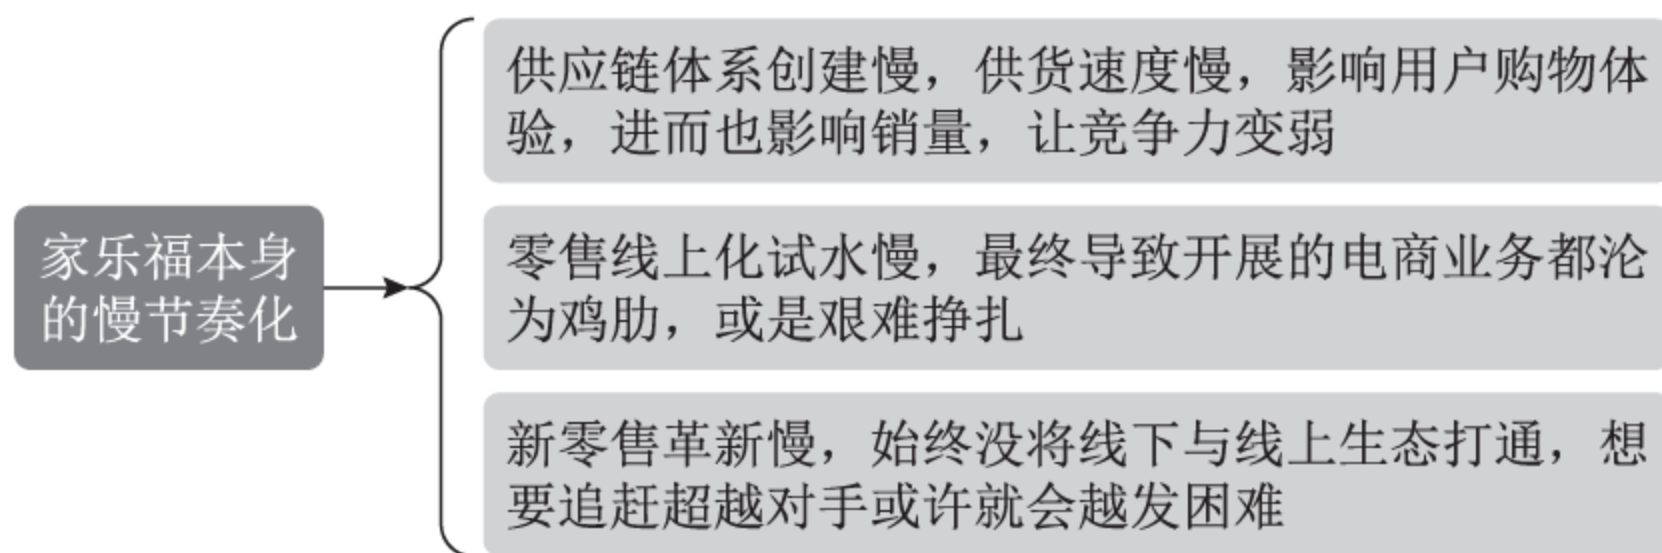 家乐福本身
的慢节奏化
供应链体系创建慢，供货速度慢，影响用户购物体
验，进而也影响销量，让竞争力变弱
零售线上化试水慢，最终导致开展的电商业务都沦
为鸡肋，或是艰难挣扎
新零售革新慢，始终没将线下与线上生态打通，想
要追赶超越对手或许就会越发困难